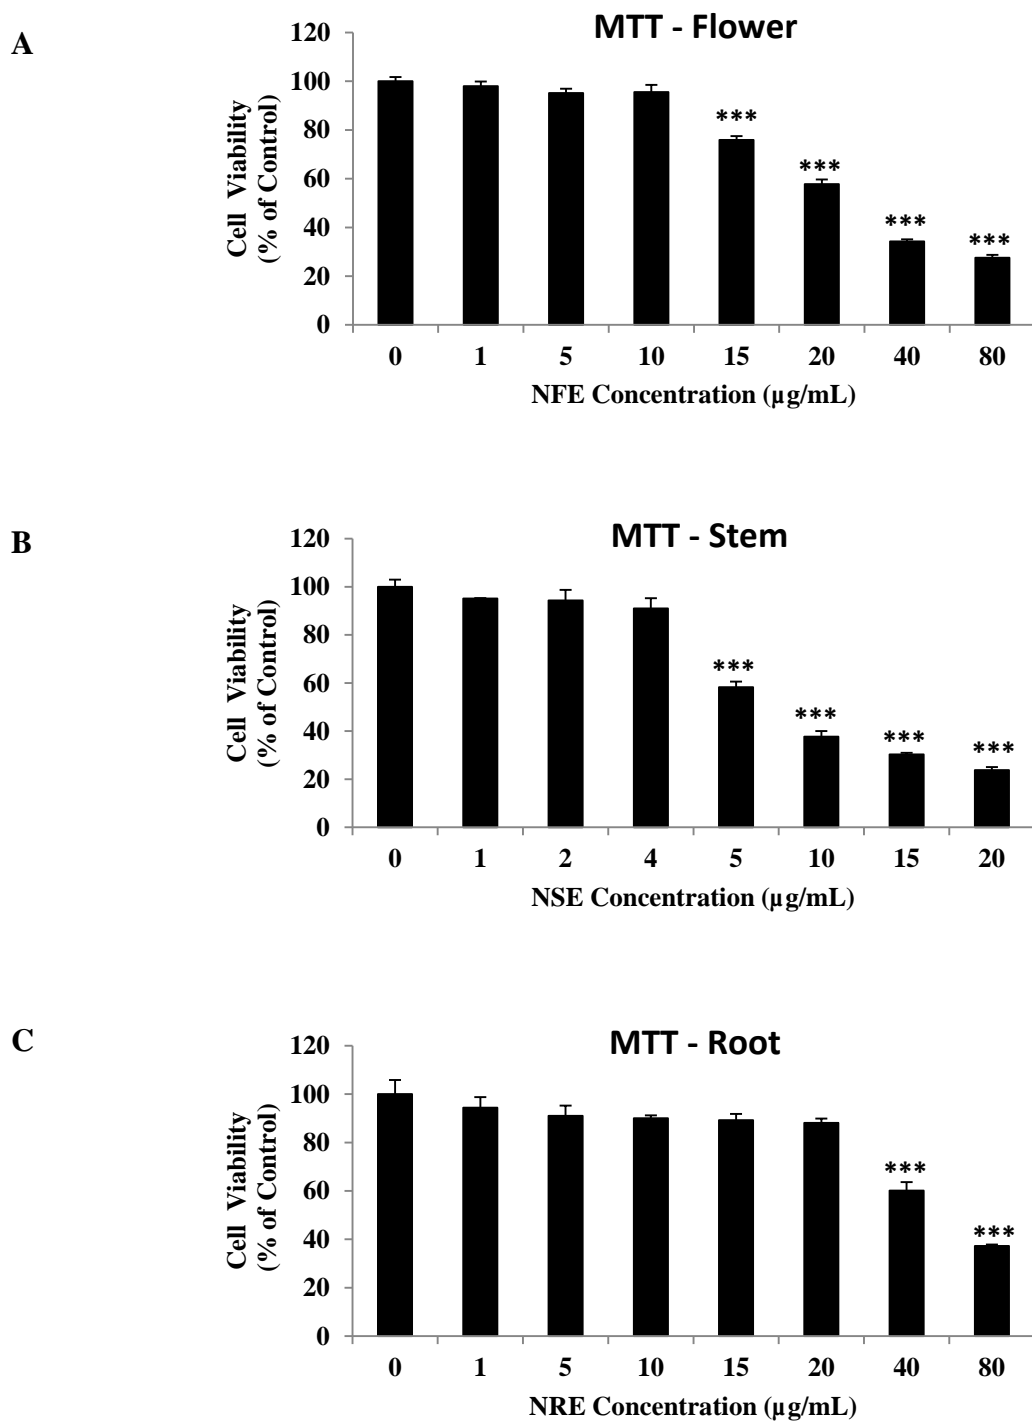 A
MTT - Flower
Cell Viability
(% of Control)
120
100
80
60
40
20
0
***
***
***
***
0 1 5 10 15 20 40 80
NFE Concentration (µg/mL)
B
MTT - Stem
Cell Viability
(% of Control)
120
100
80
60
40
20
0
***
***
***
***
0 1 2 4 5 10 15 20
NSE Concentration (µg/mL)
C
MTT - Root
Cell Viability
(% of Control)
120
100
80
60
40
20
0
***
***
0 1 5 10 15 20 40 80
NRE Concentration (µg/mL)